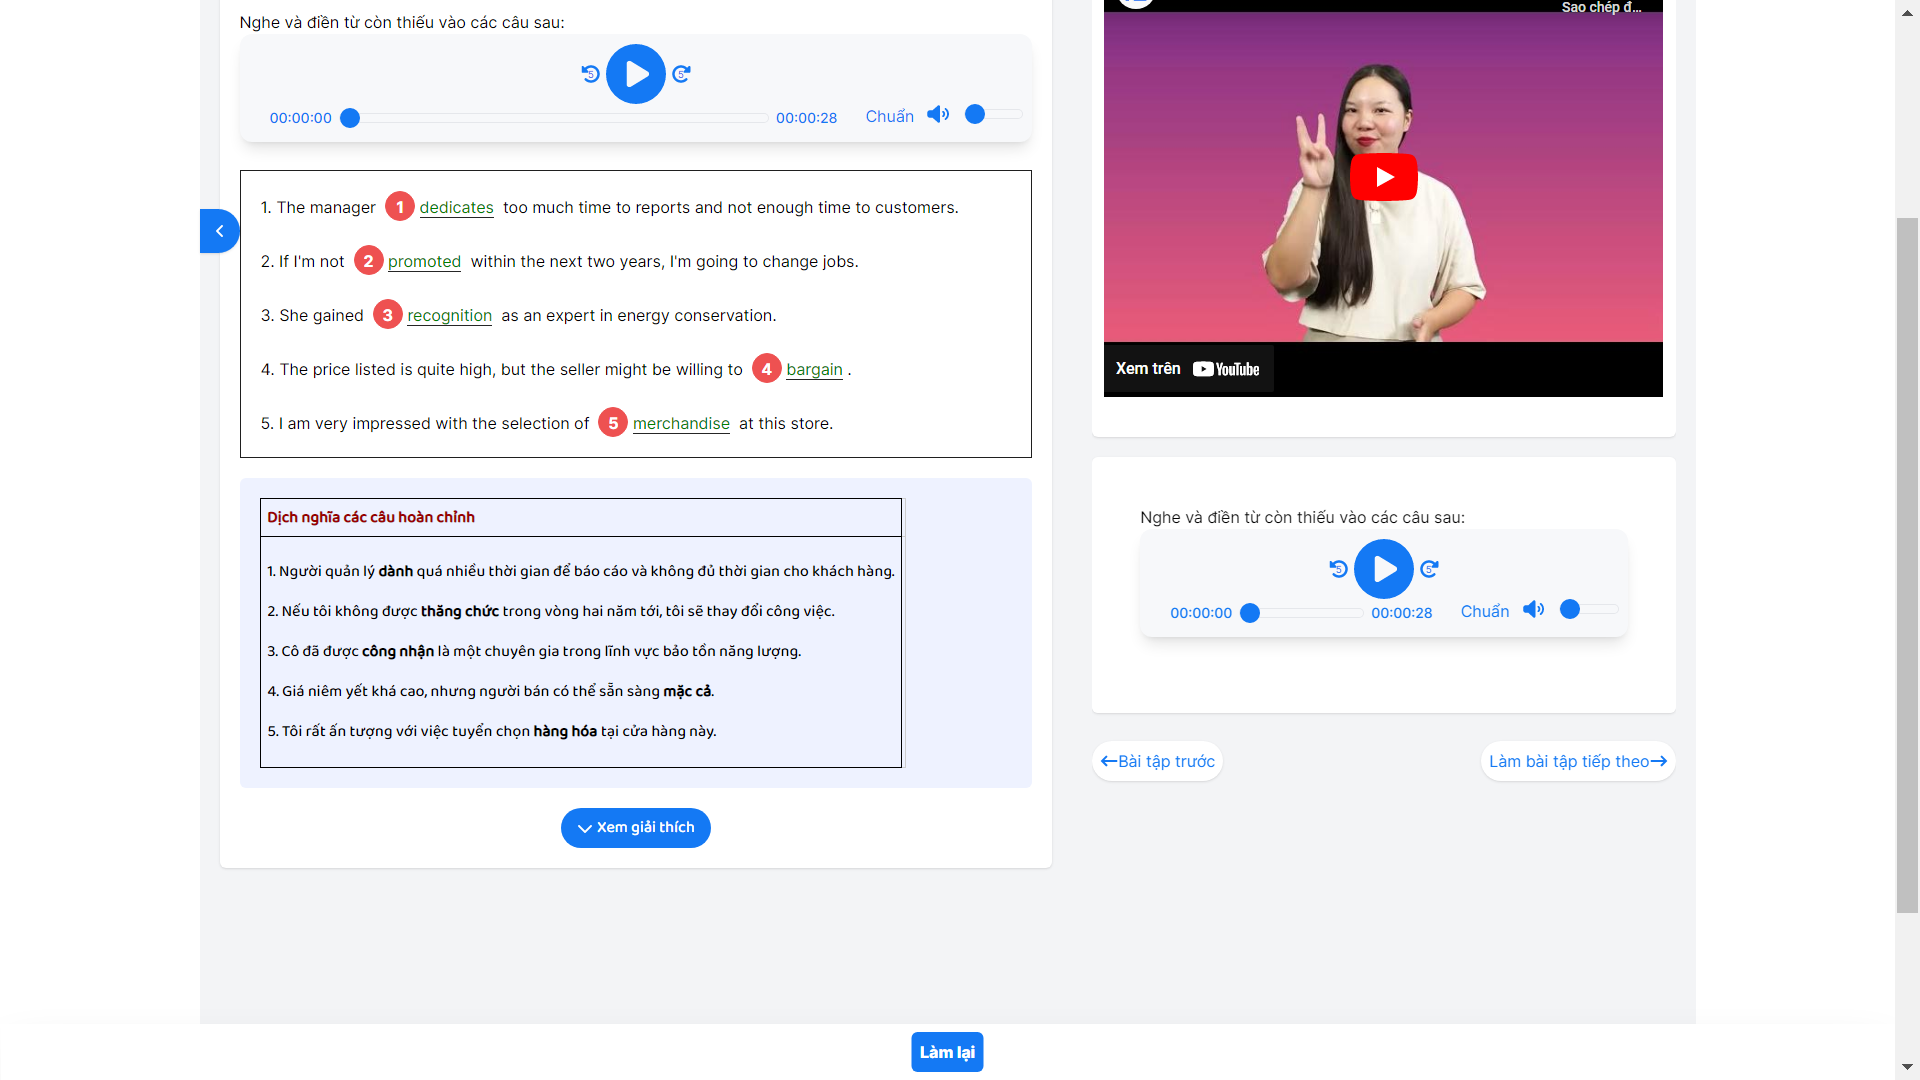 Nghe và điền từ còn thiếu vào các câu sau:
5 5
00:00:00 00:00:28 Chuẩn
1. The manager 1 dedicates too much time to reports and not enough time to customers.
2. If I'm not 2 promoted within the next two years, I'm going to change jobs.
3. She gained 3 recognition as an expert in energy conservation.
4. The price listed is quite high, but the seller might be willing to 4 bargain .
5. I am very impressed with the selection of 5 merchandise at this store.
Dịch nghĩa các câu hoàn chỉnh
1. Người quản lý dành quá nhiều thời gian để báo cáo và không đủ thời gian cho khách hàng.
2. Nếu tôi không được thăng chức trong vòng hai năm tới, tôi sẽ thay đổi công việc.
3. Cô đã được công nhận là một chuyên gia trong lĩnh vực bảo tồn năng lượng.
4. Giá niêm yết khá cao, nhưng người bán có thể sẵn sàng mặc cả.
5. Tôi rất ấn tượng với việc tuyển chọn hàng hóa tại cửa hàng này.
Xem giải thích
Sao chép đ...
Xem trên YouTube
Nghe và điền từ còn thiếu vào các câu sau:
5 5
00:00:00 00:00:28 Chuẩn
Bài tập trước
Làm bài tập tiếp theo
Làm lại